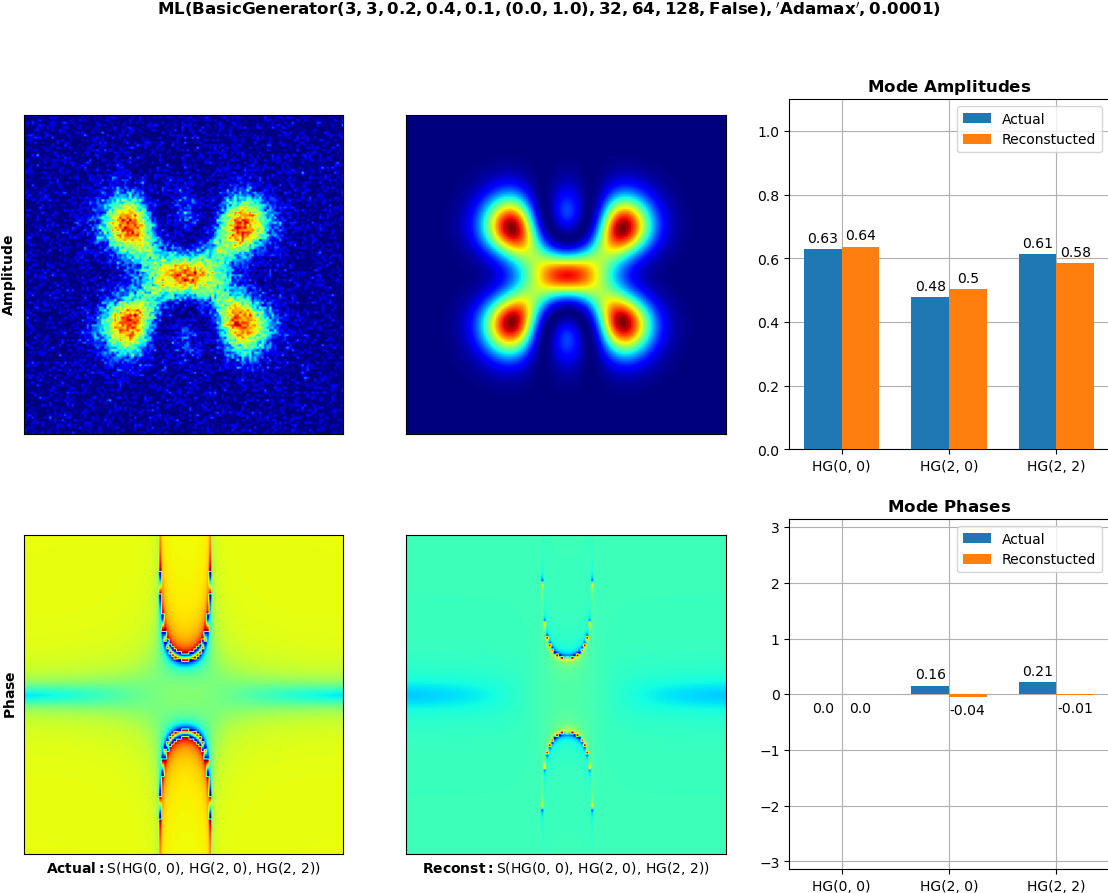 ML(BasicGenerator(3, 3, 0.2, 0.4, 0.1, (0.0, 1.0), 32, 64, 128, False), 'Adamax', 0.0001)
Amplitude
Mode Amplitudes
Actual
Reconstucted
1.0
0.8
0.6
0.4
0.2
0.0
0.63
0.64
0.48
0.5
0.61
0.58
HG(0, 0)
HG(2, 0)
HG(2, 2)
Phase
Actual: S(HG(0, 0), HG(2, 0), HG(2, 2))
Reconst: S(HG(0, 0), HG(2, 0), HG(2, 2))
Mode Phases
Actual
Reconstucted
3
2
1
0
−1
−2
−3
0.0
0.0
0.16
-0.04
0.21
-0.01
HG(0, 0)
HG(2, 0)
HG(2, 2)